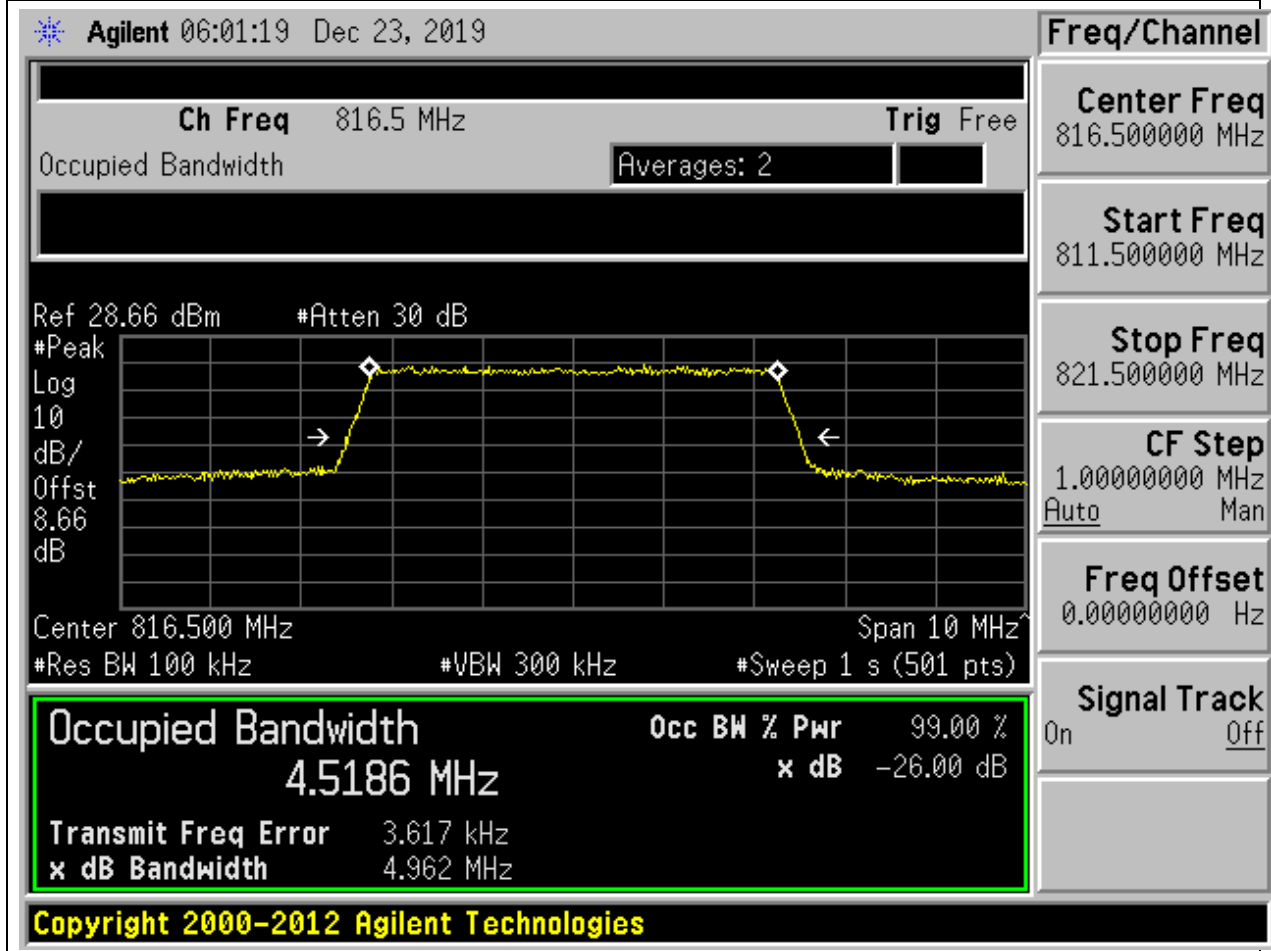 Agilent 06:01:19 Dec 23, 2019
Freq/Channel
Ch Freq 816.5 MHz Trig Free
Occupied Bandwidth Averages: 2
Ref 28.66 dBm #Atten 30 dB
#Peak
Log
10
dB/
Offst
8.66
dB
Center 816.500 MHz Span 10 MHz^
#Res BW 100 kHz #VBW 300 kHz #Sweep 1 s (501 pts)
Occupied Bandwidth Occ BW % Pwr 99.00 %
4.5186 MHz x dB -26.00 dB
Transmit Freq Error 3.617 kHz
x dB Bandwidth 4.962 MHz
Center Freq
816.500000 MHz
Start Freq
811.500000 MHz
Stop Freq
821.500000 MHz
CF Step
1.00000000 MHz
Auto Man
Freq Offset
0.00000000 Hz
Signal Track
On Off
Copyright 2000-2012 Agilent Technologies